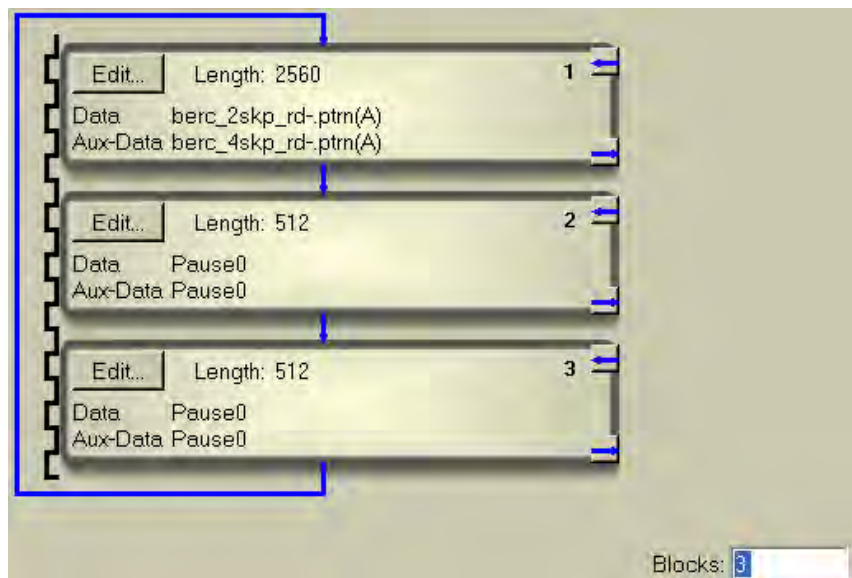 Edit... Length: 2560 1
Data berc_2skp_rd-.ptrn(A)
Aux-Data berc_4skp_rd-.ptrn(A)
Edit... Length: 512 2
Data Pause0
Aux-Data Pause0
Edit... Length: 512 3
Data Pause0
Aux-Data Pause0
Blocks: 3